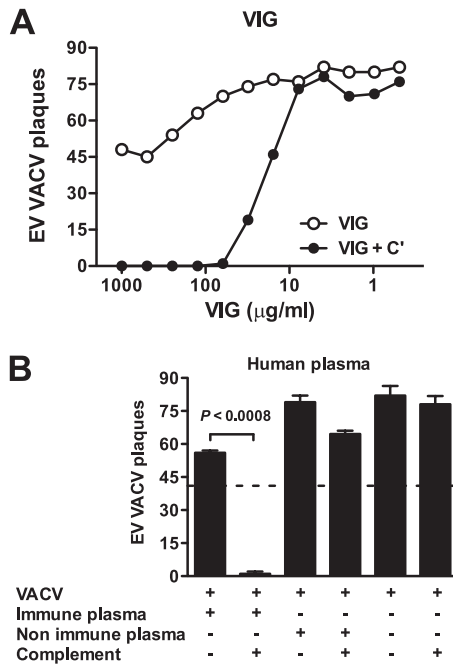 A
VIG
EV VACV plaques
90
75
60
45
30
15
0
VIG
VIG + C'
1000 100 10 1
VIG (μg/ml)
B
Human plasma
EV VACV plaques
90
75
60
45
30
15
0
P < 0.0008
VACV + + + + + +
Immune plasma + + - - - -
Non immune plasma - - + + - -
Complement - + - + - +